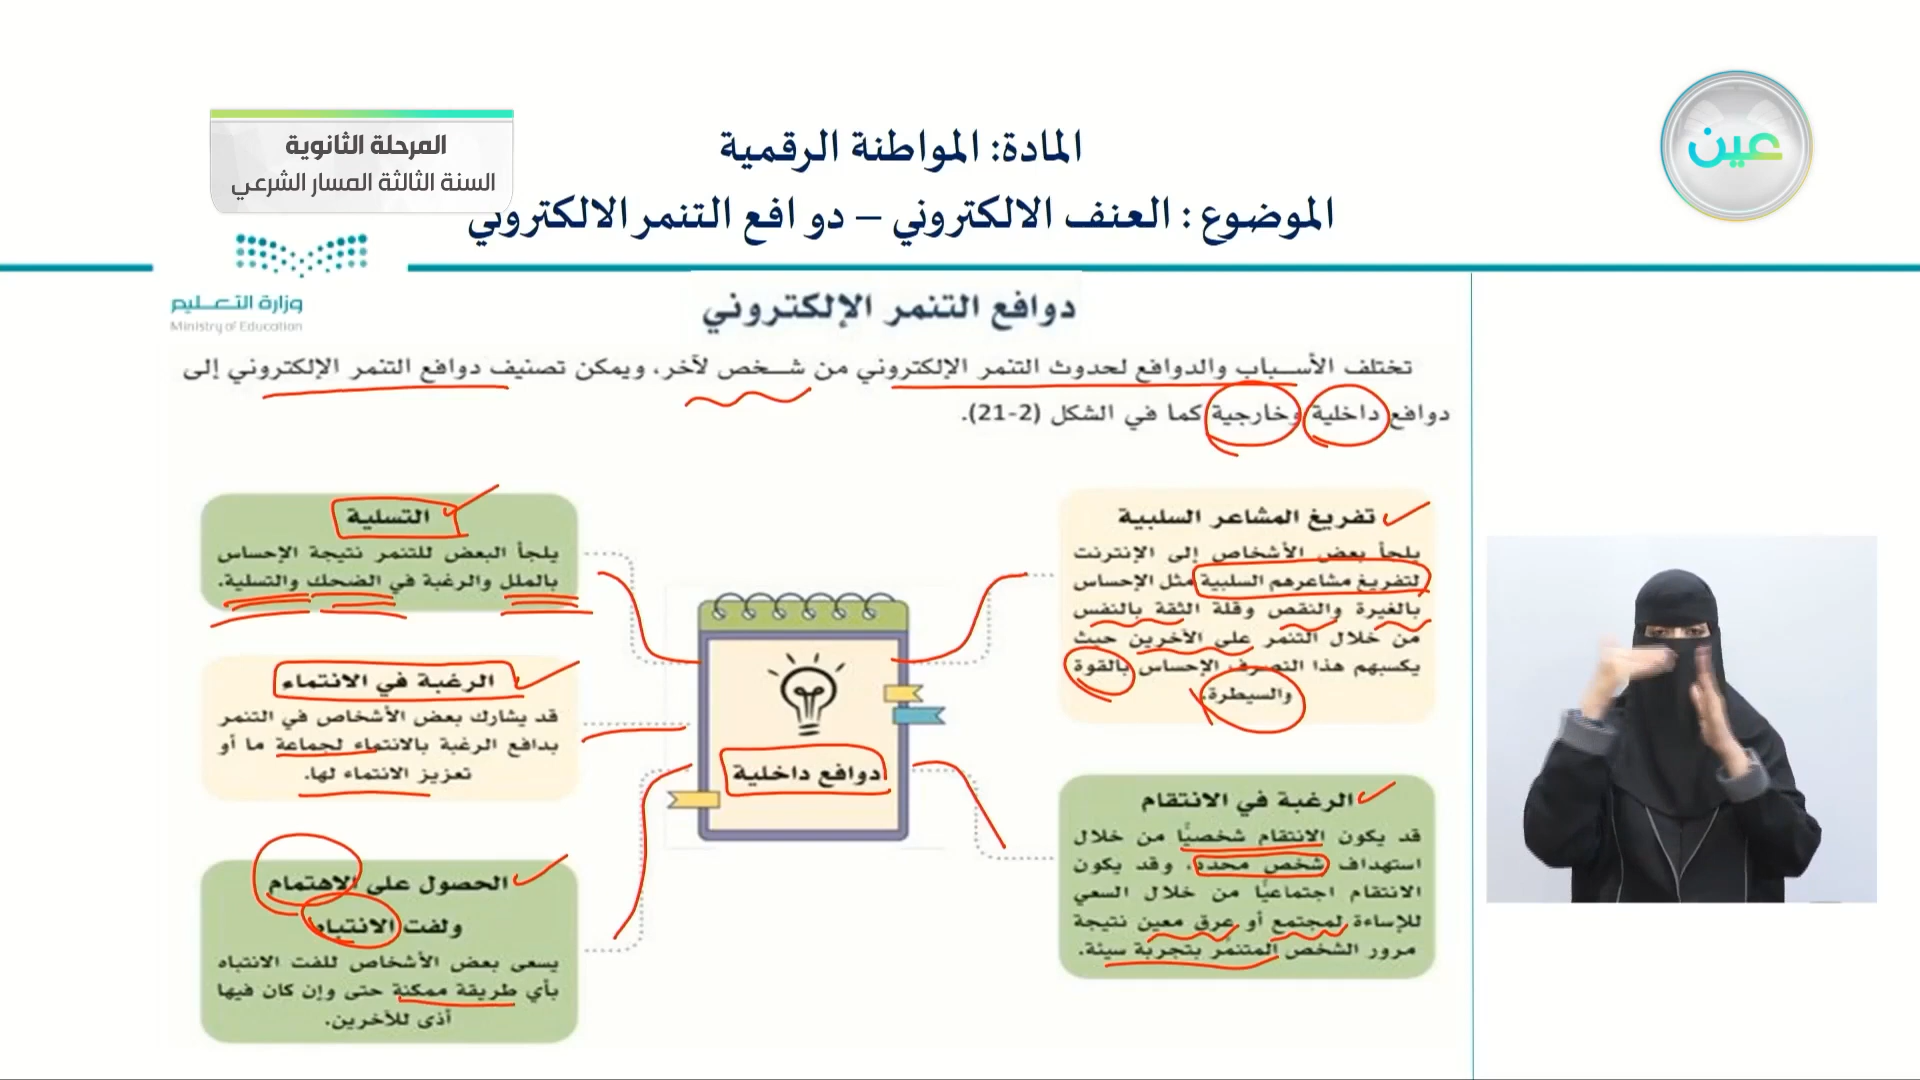 المادة: المواطنة الرقمية
الموضوع : العنف الالكتروني – دوافع التنمر الالكتروني
المرحلة الثانوية
السنة الثالثة المسار الشرعي
عين
وزارة التعليم
Ministry of Education
دوافع التنمر الإلكتروني
تختلف الأسباب والدوافع لحدوث التنمر الإلكتروني من شخص لآخر، ويمكن تصنيف دوافع التنمر الإلكتروني إلى
دوافع داخلية وخارجية كما في الشكل (2-21).
تفريغ المشاعر السلبية
يلجأ بعض الأشخاص إلى الإنترنت
لتفريغ مشاعرهم السلبية مثل الإحساس
بالغيرة والنقص وقلة الثقة بالنفس
من خلال التنمر على الآخرين حيث
يكسبهم هذا التصرف الإحساس بالقوة
والسيطرة.
الرغبة في الانتقام
قد يكون الانتقام شخصيًّا من خلال
استهداف شخص محدد، وقد يكون
الانتقام اجتماعيًّا من خلال السعي
للإساءة لمجتمع أو عرق معين نتيجة
مرور الشخص المتنمر بتجربة سيئة.
دوافع داخلية
التسلية
يلجأ البعض للتنمر نتيجة الإحساس
بالملل والرغبة في الضحك والتسلية.
الرغبة في الانتماء
قد يشارك بعض الأشخاص في التنمر
بدافع الرغبة بالانتماء لجماعة ما أو
تعزيز الانتماء لها.
الحصول على الاهتمام
ولفت الانتباه
يسعى بعض الأشخاص للفت الانتباه
بأي طريقة ممكنة حتى وإن كان فيها
أذى للآخرين.